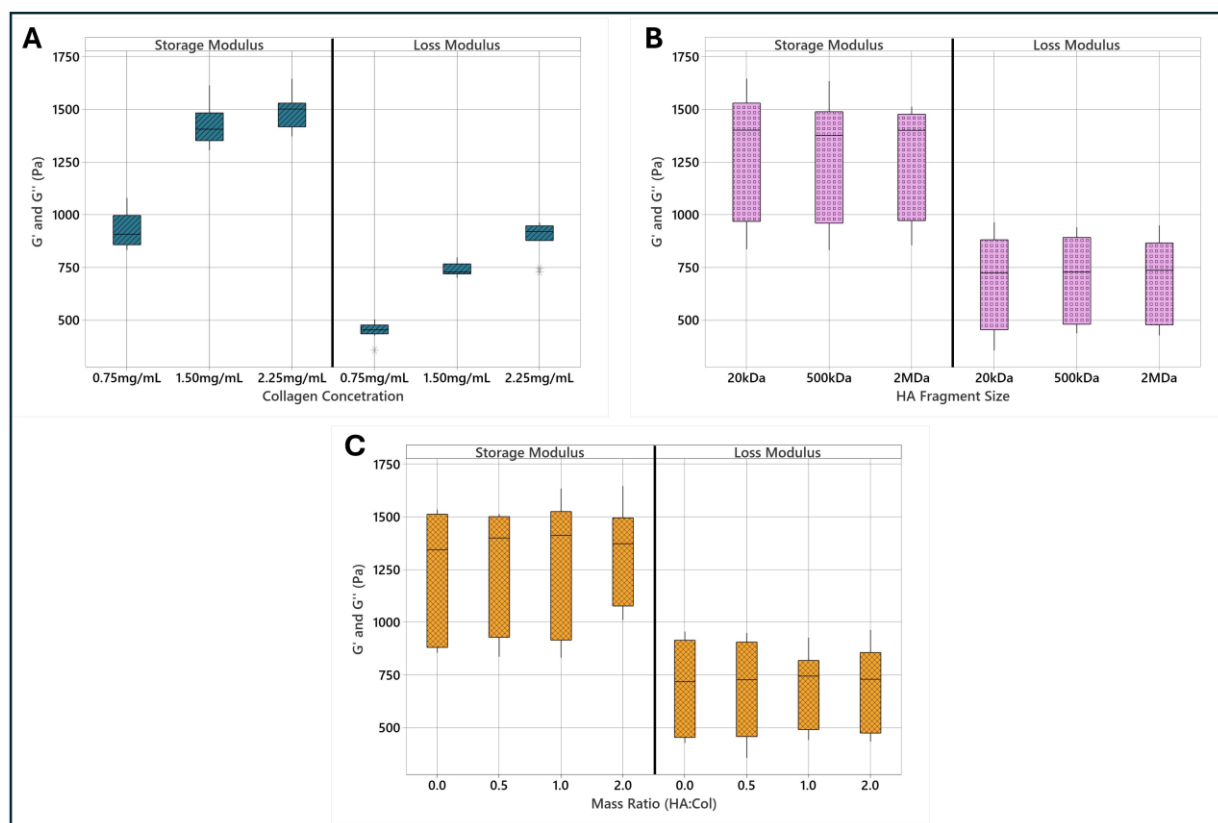 A
Storage Modulus Loss Modulus
1750
1500
1250
1000
750
500
G' and G'' (Pa)
0.75mg/mL 1.50mg/mL 2.25mg/mL 0.75mg/mL 1.50mg/mL 2.25mg/mL
Collagen Concetration
B
Storage Modulus Loss Modulus
1750
1500
1250
1000
750
500
G' and G'' (Pa)
20kDa 500kDa 2MDa 20kDa 500kDa 2MDa
HA Fragment Size
C
Storage Modulus Loss Modulus
1750
1500
1250
1000
750
500
G' and G'' (Pa)
0.0 0.5 1.0 2.0 0.0 0.5 1.0 2.0
Mass Ratio (HA:Col)